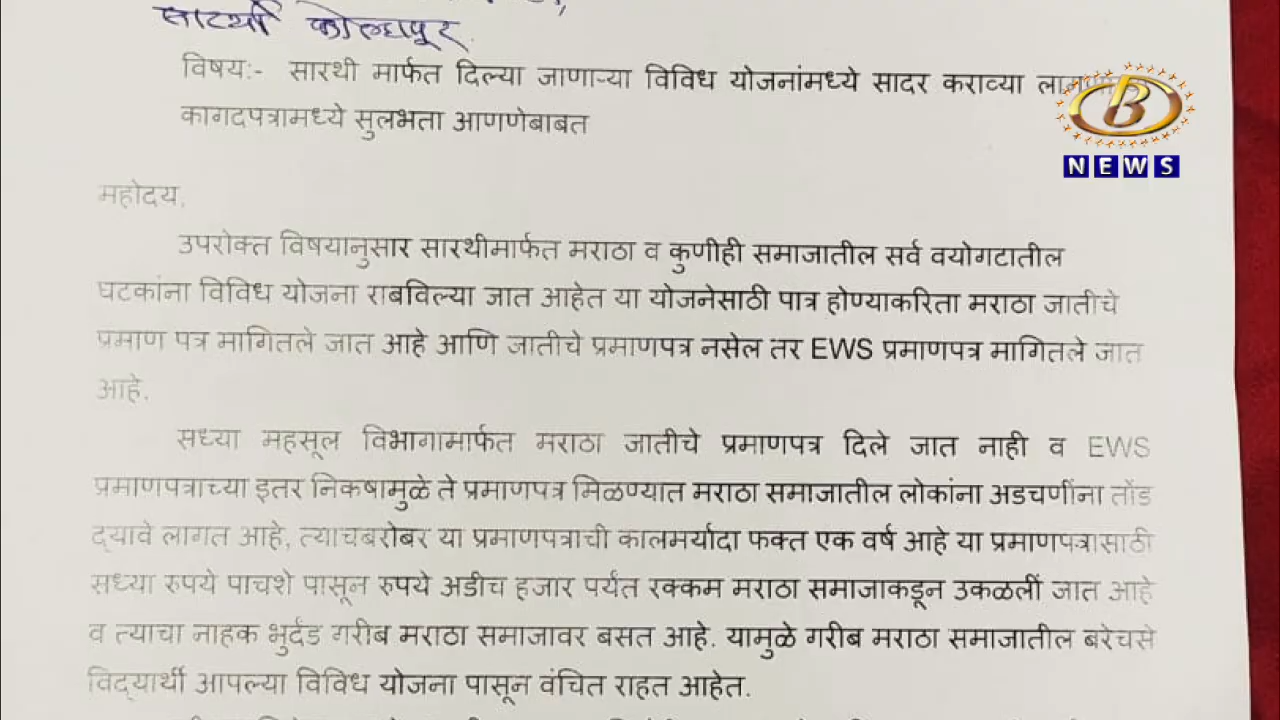 सारथी कोल्हापूर
विषय:- सारथी मार्फत दिल्या जाणाऱ्या विविध योजनांमध्ये सादर कराव्या
कागदपत्रामध्ये सुलभता आणणेबाबत
B
NEWS
महोदय,
उपरोक्त विषयानुसार सारथीमार्फत मराठा व कुणीही समाजातील सर्व वयोगटातील
घटकांना विविध योजना राबविल्या जात आहेत या योजनेसाठी पात्र होण्याकरिता मराठा जातीचे
प्रमाण पत्र मागितले जात आहे आणि जातीचे प्रमाणपत्र नसेल तर EWS प्रमाणपत्र मागितले जात
आहे.
सध्या महसूल विभागामार्फत मराठा जातीचे प्रमाणपत्र दिले जात नाही व EWS
प्रमाणपत्राच्या इतर निकषामुळे ते प्रमाणपत्र मिळण्यात मराठा समाजातील लोकांना अडचणींना तोंड
द्यावे लागत आहे, त्याचबरोबर या प्रमाणपत्राची कालमर्यादा फक्त एक वर्ष आहे या प्रमाणपत्रासाठी
सध्या रुपये पाचशे पासून रुपये अडीच हजार पर्यंत रक्कम मराठा समाजाकडून उकळलीं जात आहे
व त्याचा नाहक भुर्दंड गरीब मराठा समाजावर बसत आहे. यामुळे गरीब मराठा समाजातील बरेचसे
विद्यार्थी आपल्या विविध योजना पासून वंचित राहत आहेत.